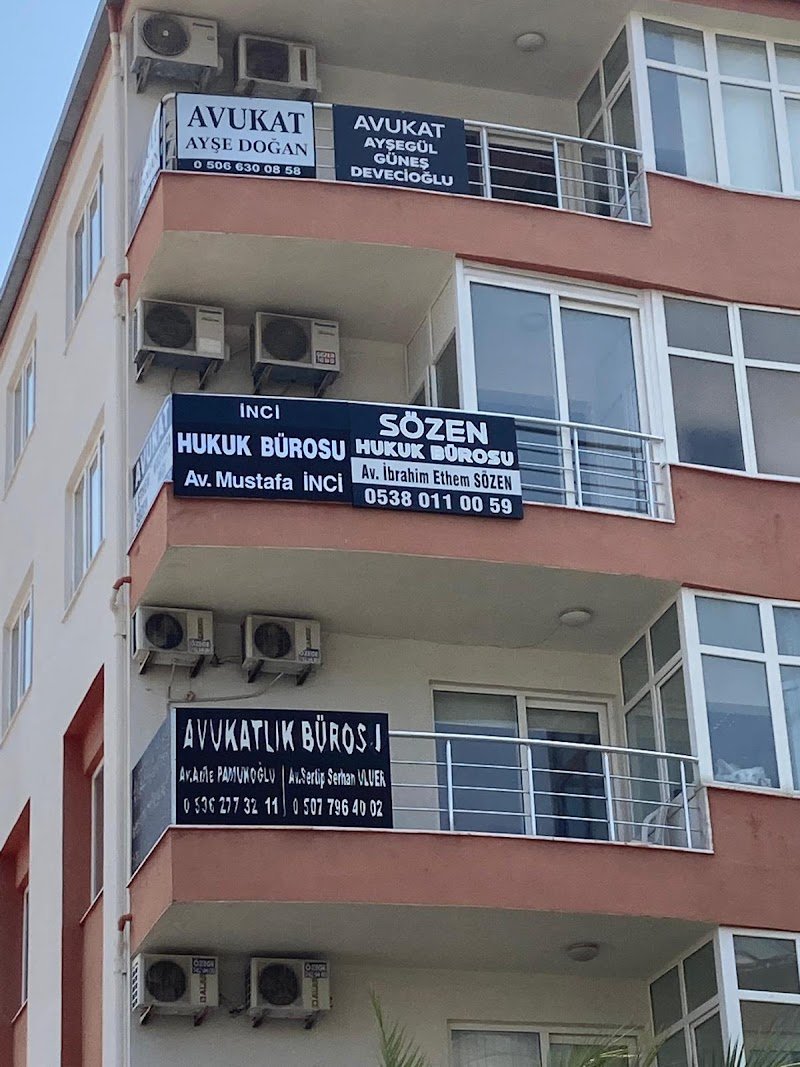 AVUKAT
AYŞE DOĞAN
0 506 630 08 58
AVUKAT
AYŞEGÜL
GÜNEŞ
DEVECİOĞLU
İNCİ
HUKUK BÜROSU
Av. Mustafa İNCİ
SÖZEN
HUKUK BÜROSU
Av. İbrahim Ethem SÖZEN
0538 011 00 59
AVUKATLIK BÜROSU
PAMUKOĞLU
Av.Sertip Serhan ULUER
0 536 277 32 11
0 507 796 40 02